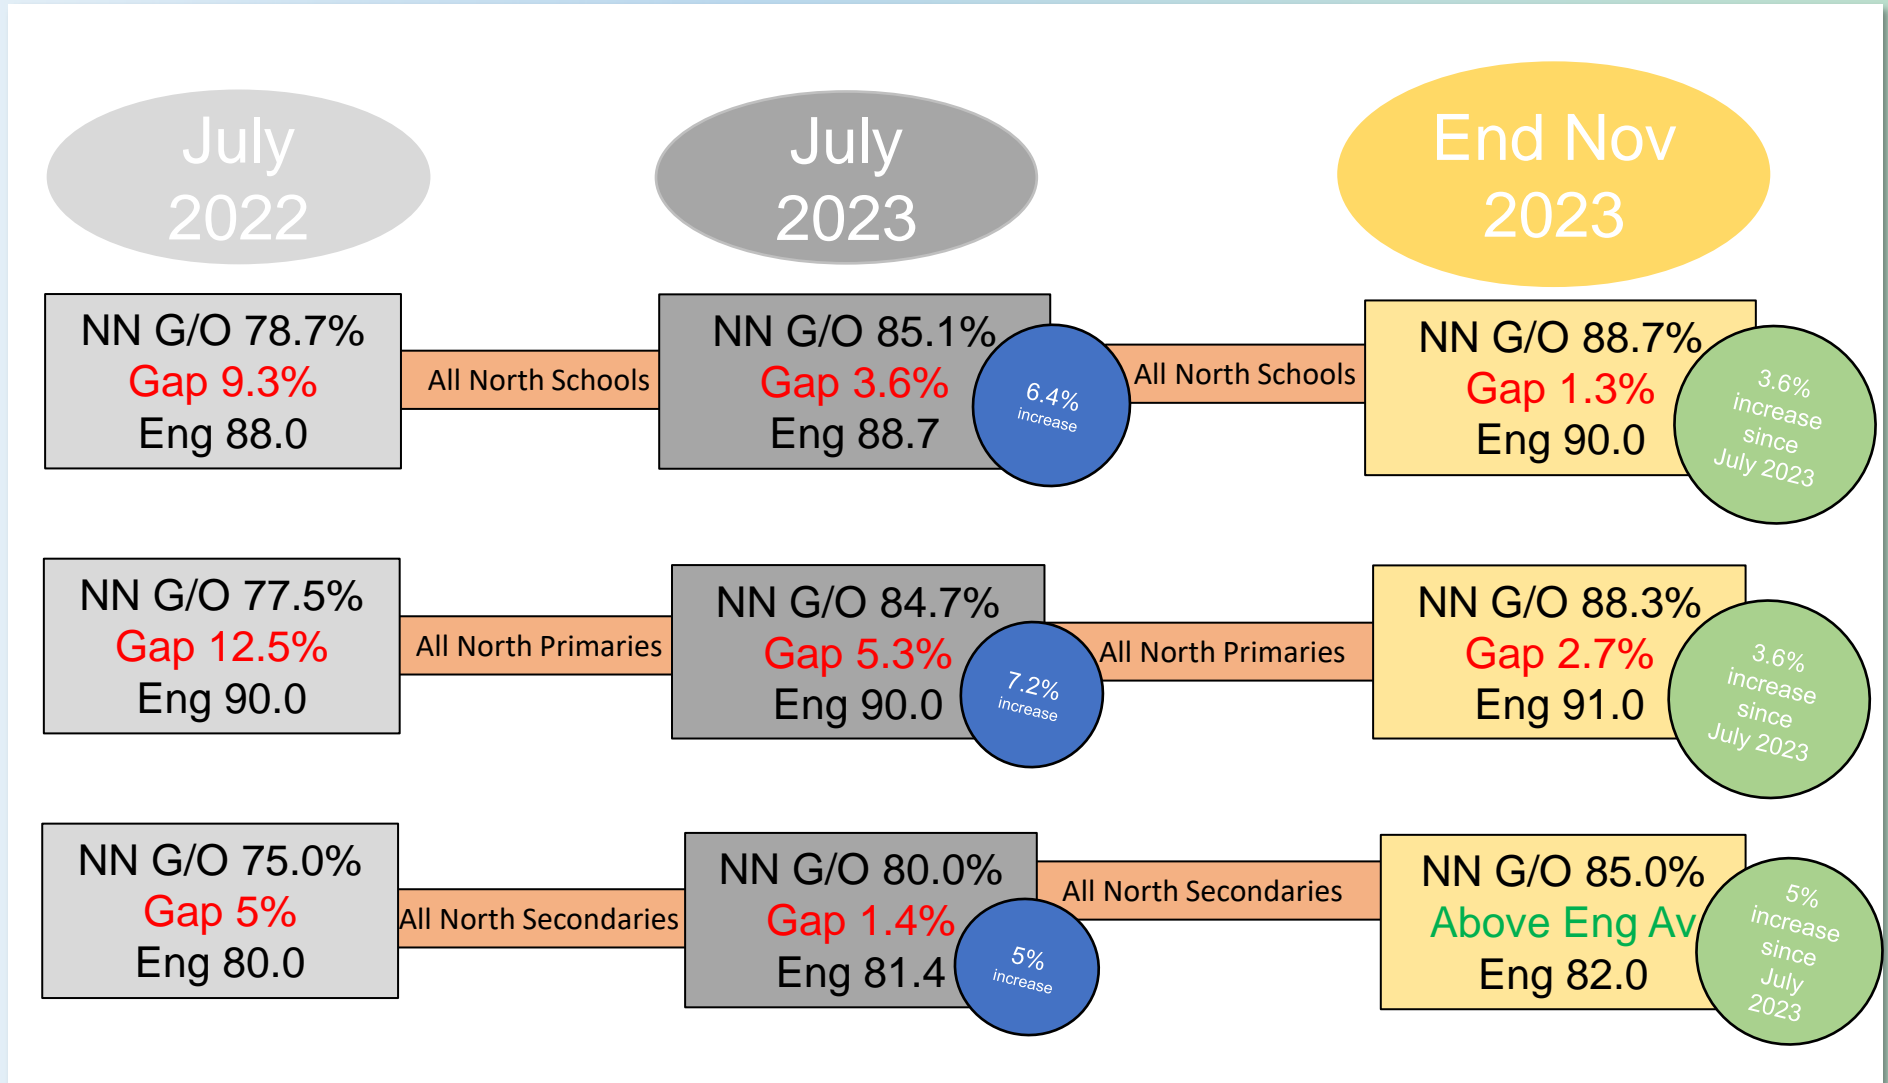 July
2022
July
2023
End Nov
2023
NN G/O 78.7%
Gap 9.3%
Eng 88.0
All North Schools
NN G/O 85.1%
Gap 3.6%
Eng 88.7
6.4%
increase
All North Schools
NN G/O 88.7%
Gap 1.3%
Eng 90.0
3.6%
increase
since
July 2023
NN G/O 77.5%
Gap 12.5%
Eng 90.0
All North Primaries
NN G/O 84.7%
Gap 5.3%
Eng 90.0
7.2%
increase
All North Primaries
NN G/O 88.3%
Gap 2.7%
Eng 91.0
3.6%
increase
since
July 2023
NN G/O 75.0%
Gap 5%
Eng 80.0
All North Secondaries
NN G/O 80.0%
Gap 1.4%
Eng 81.4
5%
increase
All North Secondaries
NN G/O 85.0%
Above Eng Av
Eng 82.0
5%
increase
since
July
2023